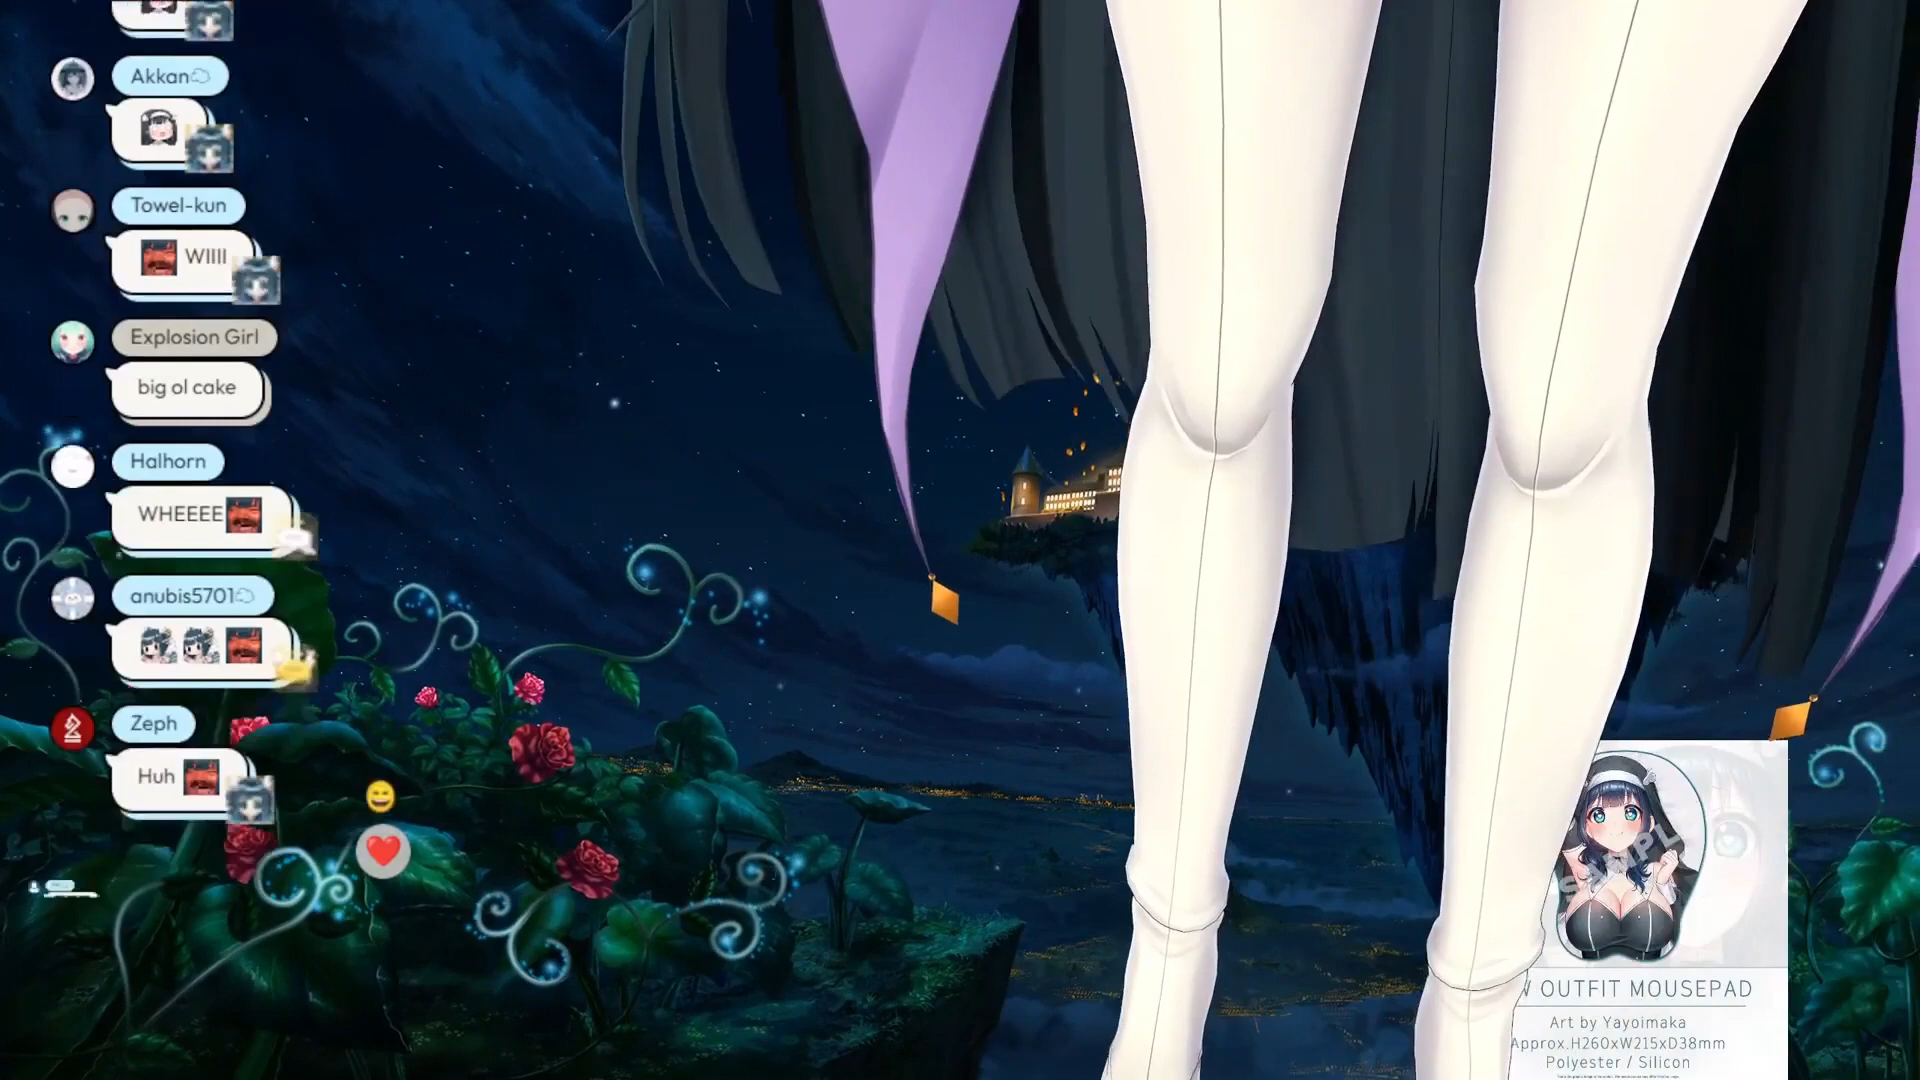 Akkan
Towel-kun
WIIII
Explosion Girl
big ol cake
Halhorn
WHEEEE
anubis5701
Zeph
Huh
SAMPL
OUTFIT MOUSEPAD
Art by Yayoimaka
Approx.H260xW215xD38mm
Polyester / Silicon